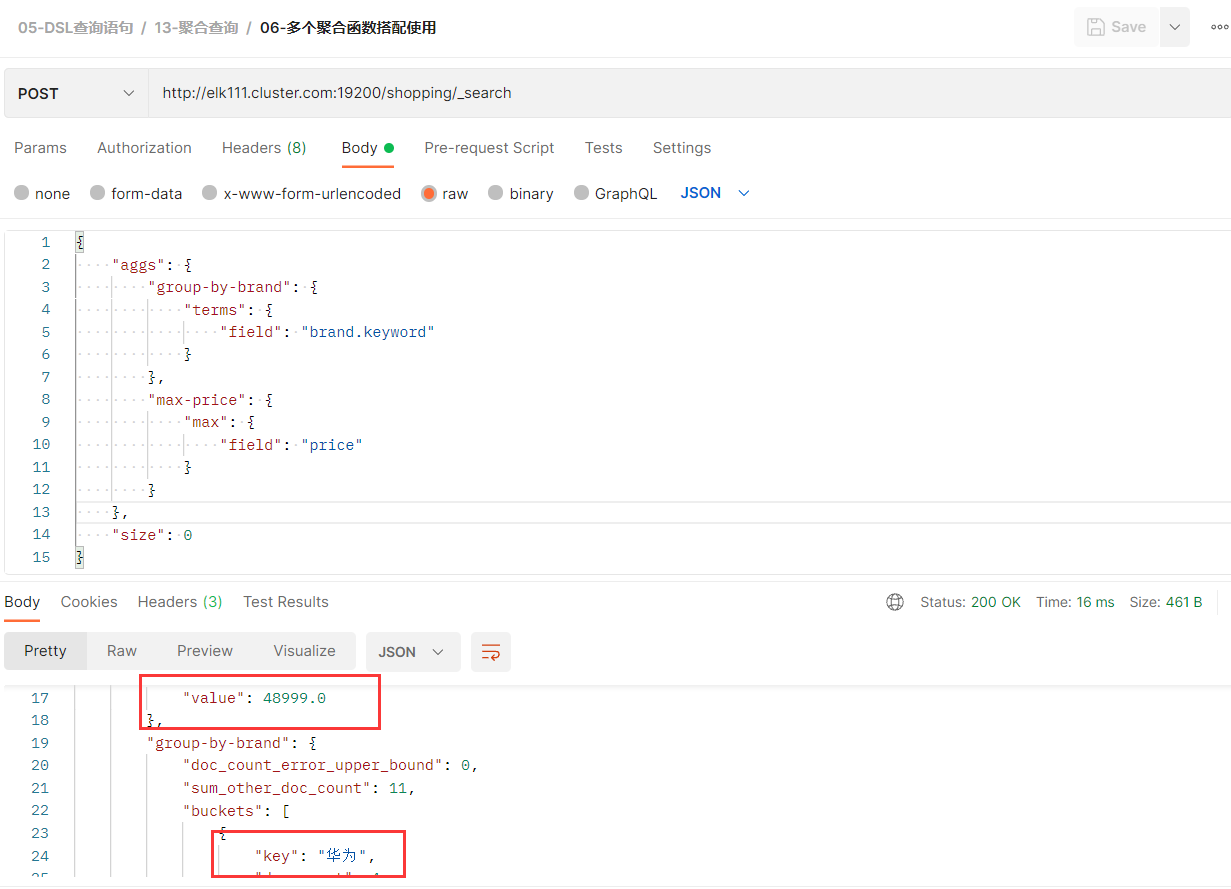 05-DSL查询语句 / 13-聚合查询 / 06-多个聚合函数搭配使用
Save
POST
http://elk111.cluster.com:19200/shopping/_search
Params Authorization Headers (8) Body Pre-request Script Tests Settings
none form-data x-www-form-urlencoded raw binary GraphQL JSON
1 {
2 "aggs": {
3 "group-by-brand": {
4 "terms": {
5 "field": "brand.keyword"
6 }
7 },
8 "max-price": {
9 "max": {
10 "field": "price"
11 }
12 }
13 },
14 "size": 0
15 }
Body Cookies Headers (3) Test Results Status: 200 OK Time: 16 ms Size: 461 B
Pretty Raw Preview Visualize JSON
17 "value": 48999.0
18 },
19 "group-by-brand": {
20 "doc_count_error_upper_bound": 0,
21 "sum_other_doc_count": 11,
22 "buckets": [
23 {
24 "key": "华为",